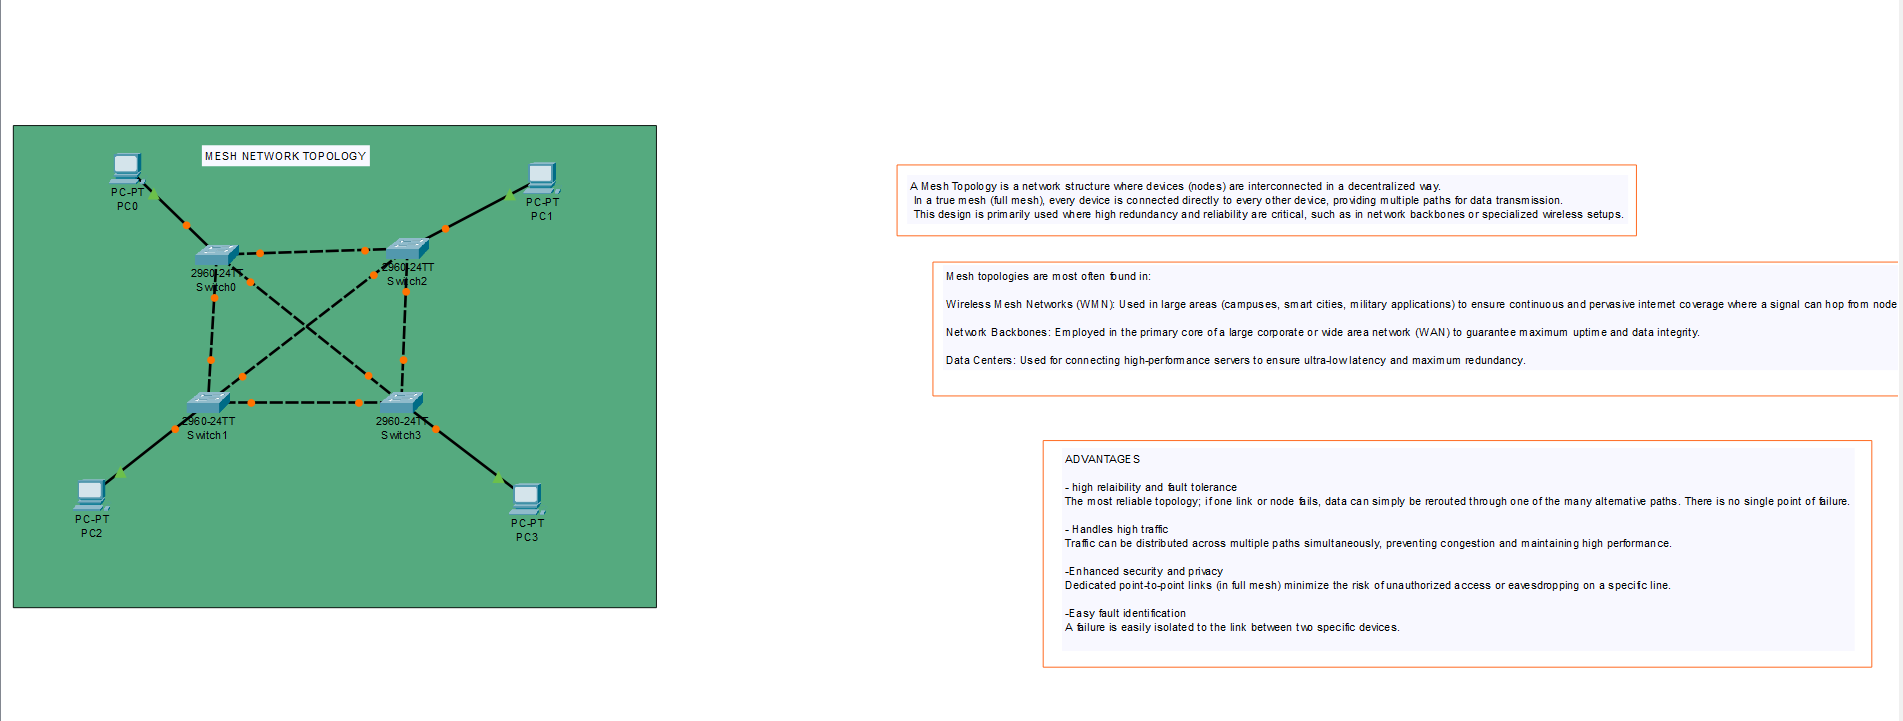 MESH NETWORK TOPOLOGY
PC-PT
PC0
PC-PT
PC1
2960-24TT
Switch0
2960-24TT
Switch2
2960-24TT
Switch1
2960-24TT
Switch3
PC-PT
PC2
PC-PT
PC3
A Mesh Topology is a network structure where devices (nodes) are interconnected in a decentralized way.
In a true mesh (full mesh), every device is connected directly to every other device, providing multiple paths for data transmission.
This design is primarily used where high redundancy and reliability are critical, such as in network backbones or specialized wireless setups.
Mesh topologies are most often found in:
Wireless Mesh Networks (WMN): Used in large areas (campuses, smart cities, military applications) to ensure continuous and pervasive internet coverage where a signal can hop from node
Network Backbones: Employed in the primary core of a large corporate or wide area network (WAN) to guarantee maximum uptime and data integrity.
Data Centers: Used for connecting high-performance servers to ensure ultra-low latency and maximum redundancy.
ADVANTAGES
- high relaibility and fault tolerance
The most reliable topology; if one link or node fails, data can simply be rerouted through one of the many alternative paths. There is no single point of failure.
- Handles high traffic
Traffic can be distributed across multiple paths simultaneously, preventing congestion and maintaining high performance.
-Enhanced security and privacy
Dedicated point-to-point links (in full mesh) minimize the risk of unauthorized access or eavesdropping on a specific line.
-Easy fault identification
A failure is easily isolated to the link between two specific devices.